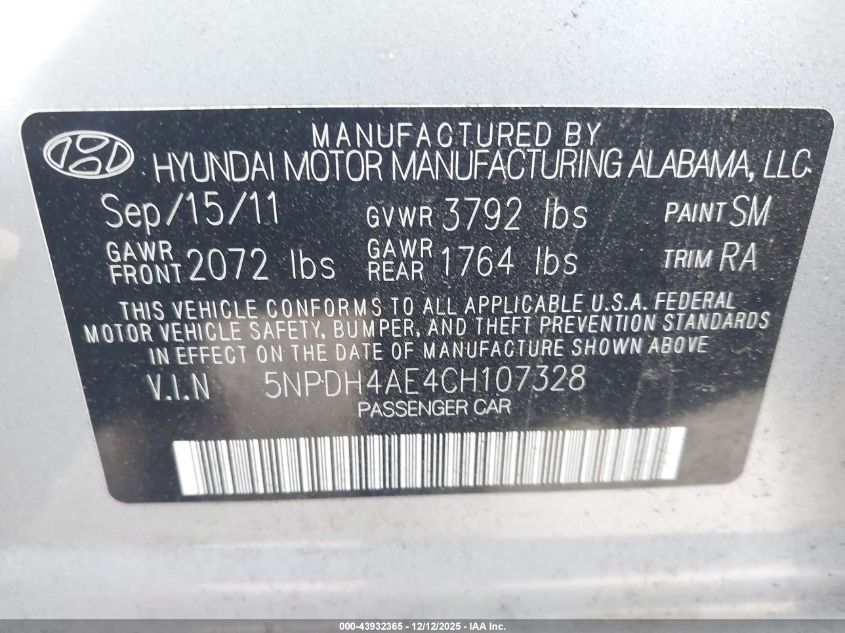 MANUFACTURED BY
HYUNDAI MOTOR MANUFACTURING ALABAMA, LLC
Sep/15/11 GVWR 3792 lbs PAINT SM
GAWR FRONT 2072 lbs GAWR REAR 1764 lbs TRIM RA
THIS VEHICLE CONFORMS TO ALL APPLICABLE U.S.A. FEDERAL
MOTOR VEHICLE SAFETY, BUMPER, AND THEFT PREVENTION STANDARDS
IN EFFECT ON THE DATE OF MANUFACTURE SHOWN ABOVE.
V.I.N 5NPDH4AE4CH107328
PASSENGER CAR
000-43932365 - 12/12/2025 - IAA Inc.